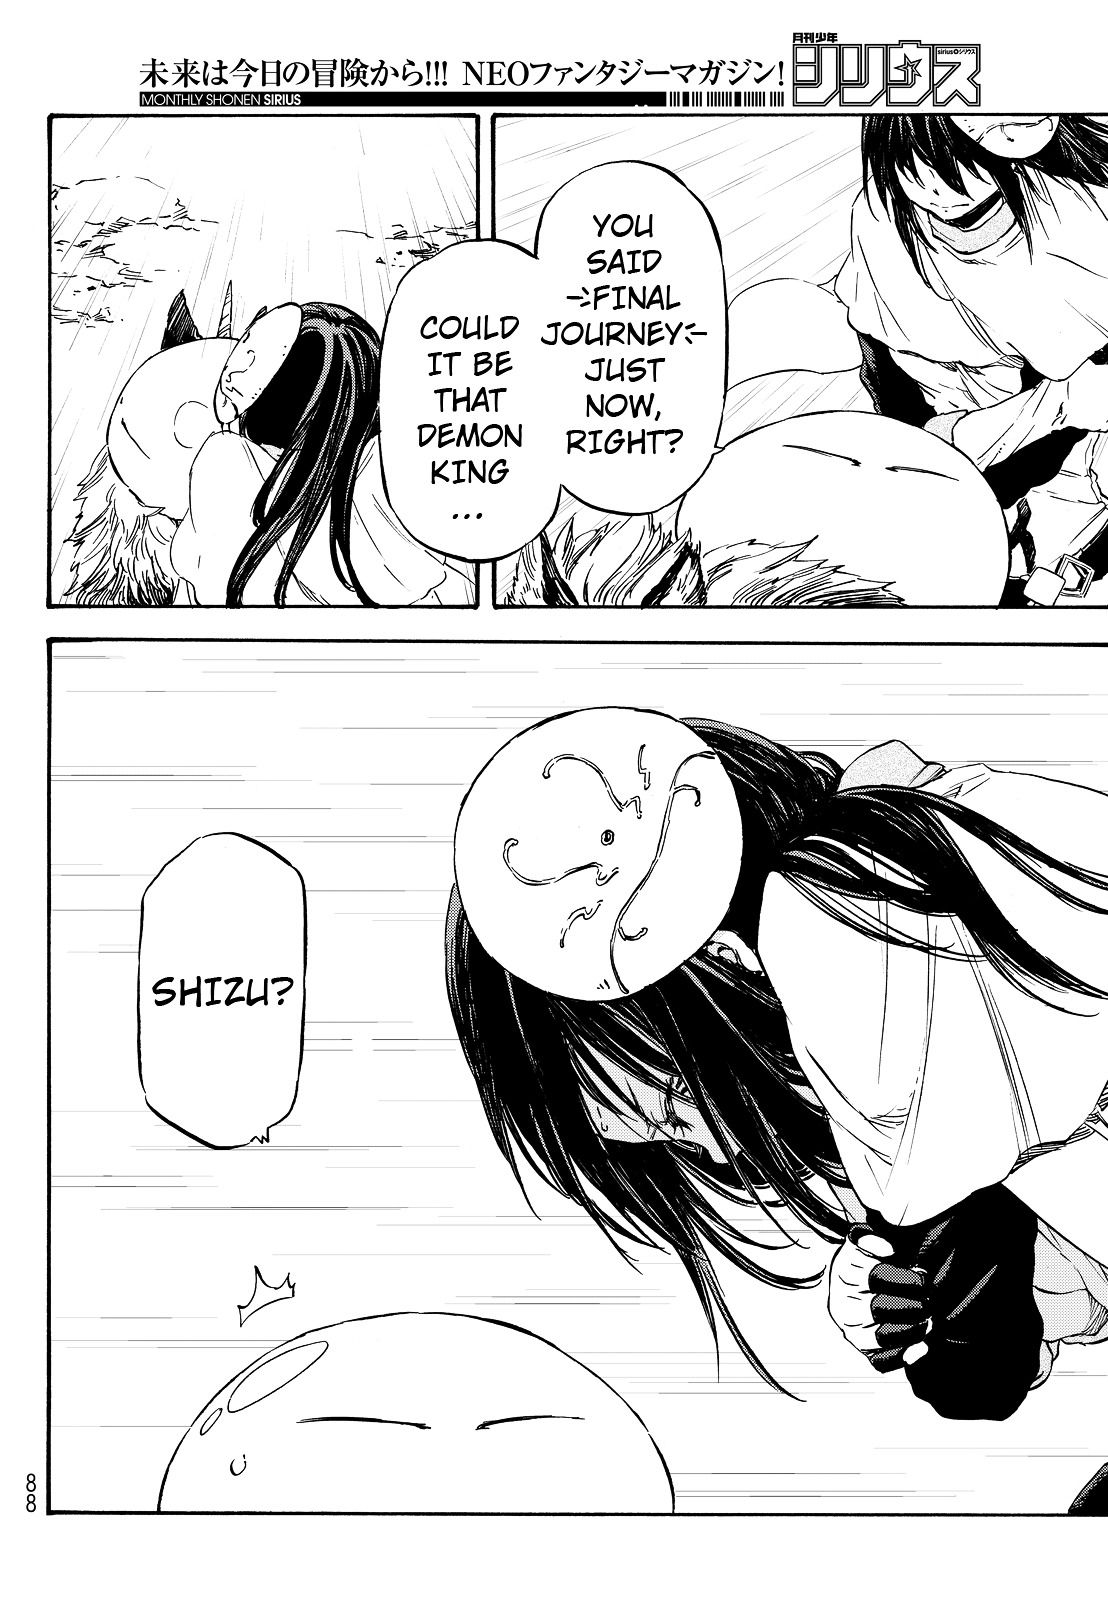 未来は今日の冒険から!!! NEOファンタジーマガジン!
月刊少年
シリウス
MONTHLY SHONEN SIRIUS
YOU
SAID
FINAL
JOURNEY
JUST
NOW,
RIGHT?
COULD
IT BE
THAT
DEMON
KING
...
SHIZU?
88